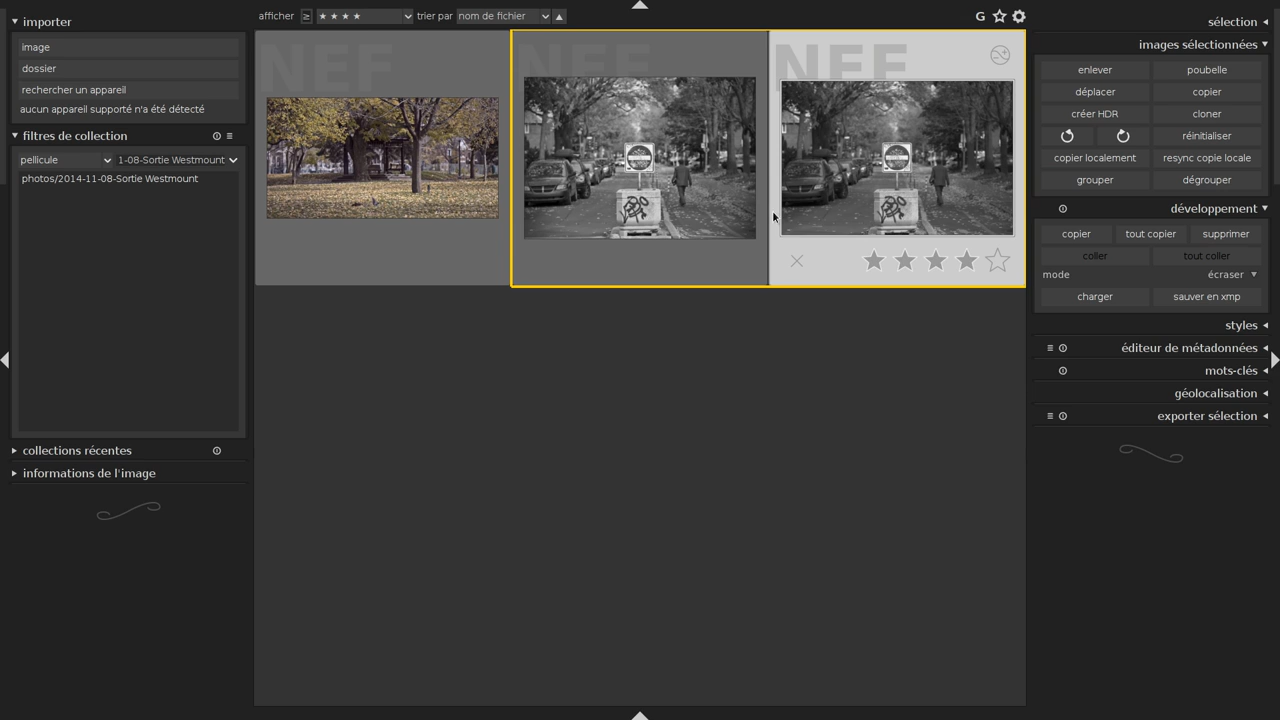 afficher ≥ ★ ★ ★ ★ trier par nom de fichier ▲ G
importer
image
dossier
rechercher un appareil
aucun appareil supporté n'a été détecté
filtres de collection
pellicule 1-08-Sortie Westmount
photos/2014-11-08-Sortie Westmount
collections récentes
informations de l'image
NEF NEF NEF
sélection
images sélectionnées
enlever poubelle
déplacer copier
créer HDR cloner
réinitialiser
copier localement resync copie locale
grouper dégrouper
développement
copier tout copier supprimer
coller tout coller
mode écraser
charger sauver en xmp
styles
éditeur de métadonnées
mots-clés
géolocalisation
exporter sélection